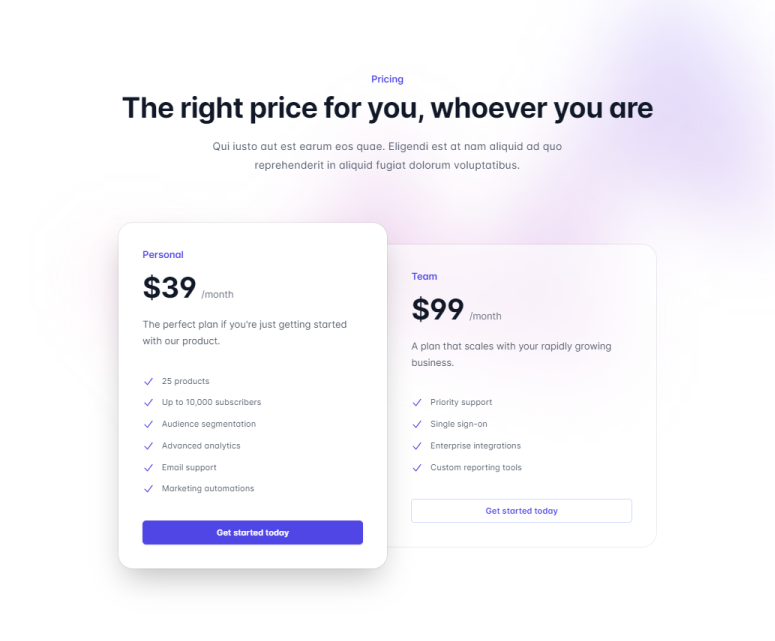 Pricing
The right price for you, whoever you are
Qui iusto aut est earum eos quae. Eligendi est at nam aliquid ad quo
reprehenderit in aliquid fugiat dolorum voluptatibus.
Personal
$39 /month
The perfect plan if you're just getting started
with our product.
25 products
Up to 10,000 subscribers
Audience segmentation
Advanced analytics
Email support
Marketing automations
Get started today
Team
$99 /month
A plan that scales with your rapidly growing
business.
Priority support
Single sign-on
Enterprise integrations
Custom reporting tools
Get started today